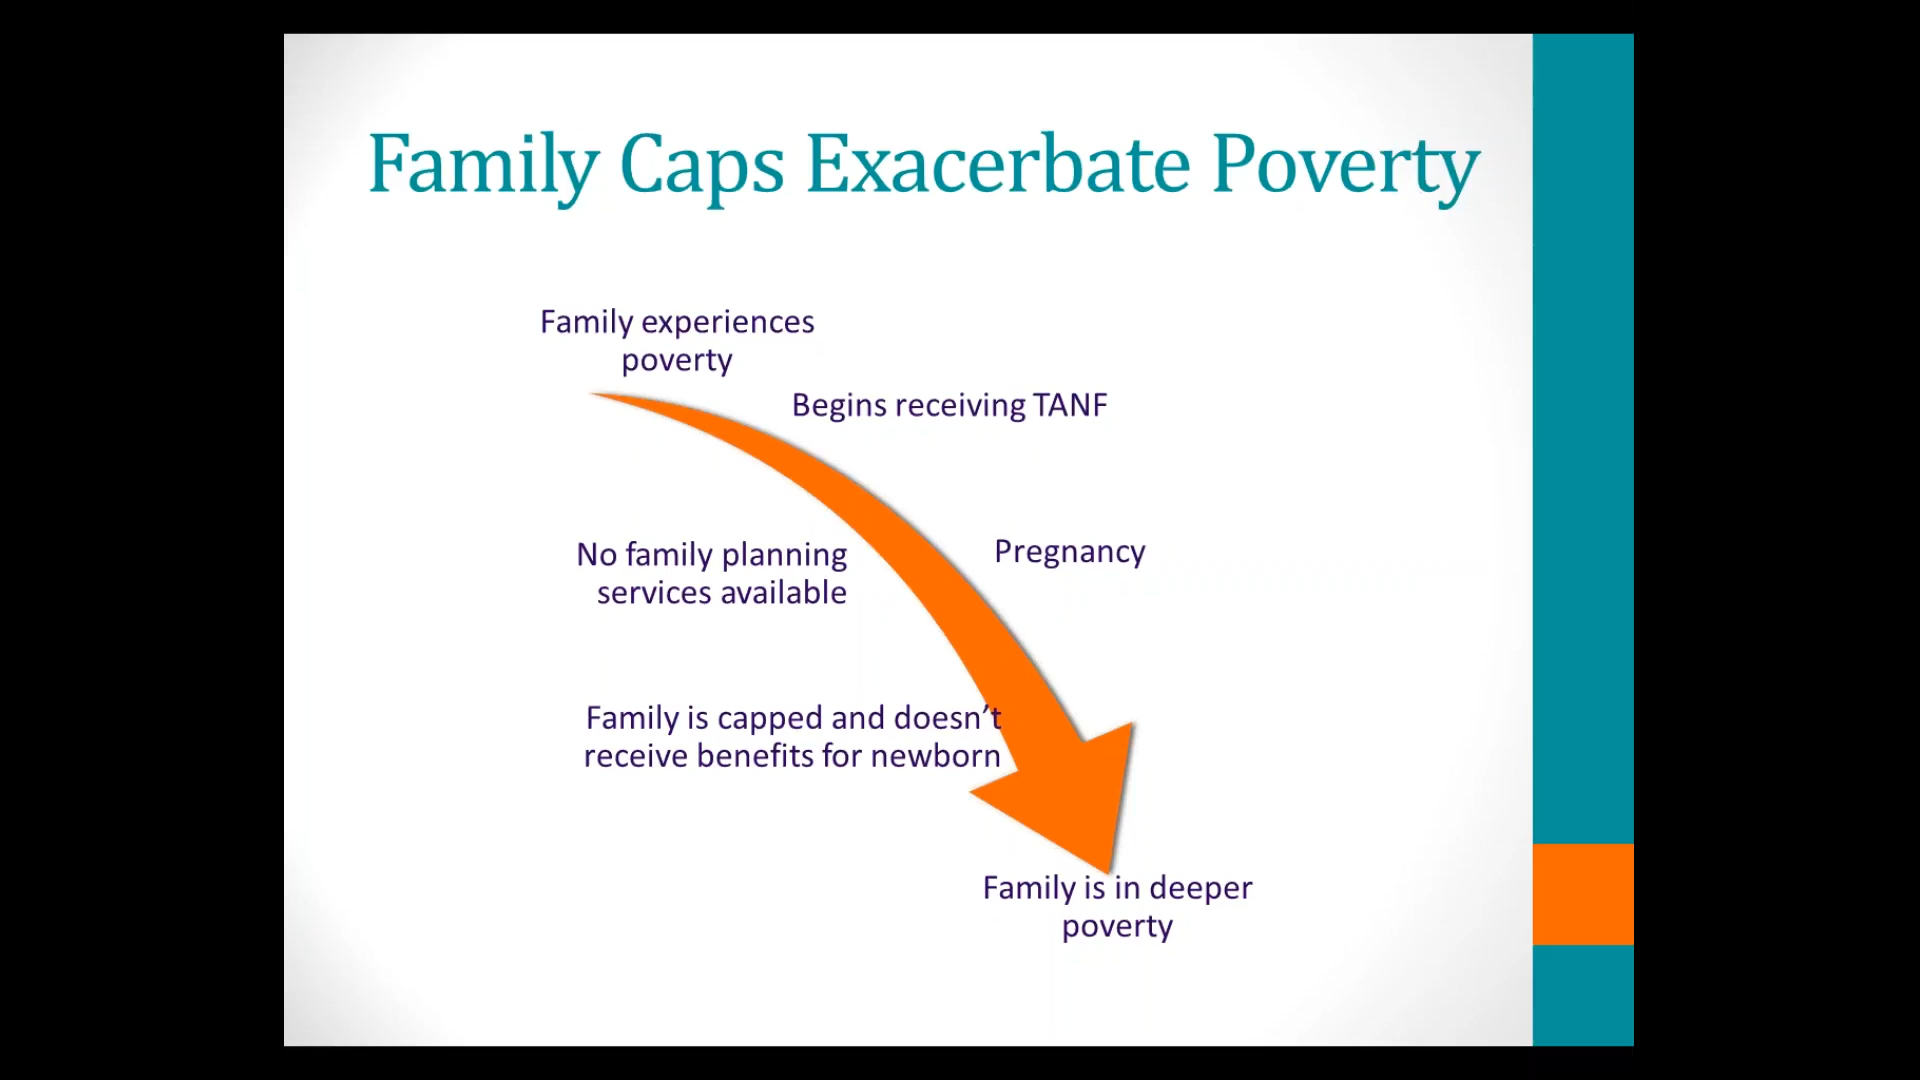 Family Caps Exacerbate Poverty
Family experiences
poverty
Begins receiving TANF
No family planning
services available
Pregnancy
Family is capped and doesn’t
receive benefits for newborn
Family is in deeper
poverty